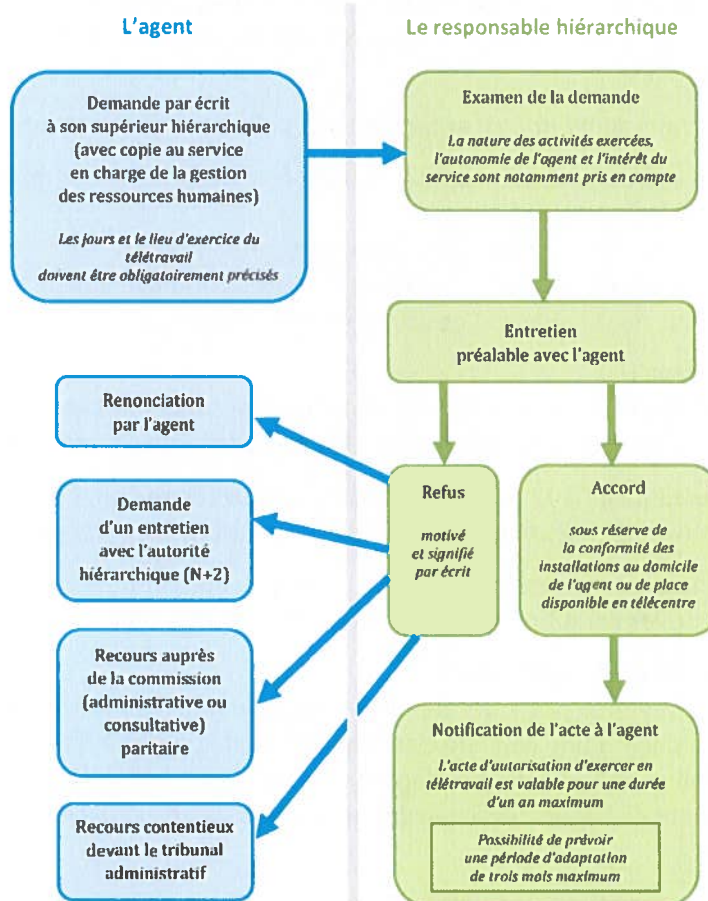 L'agent
Le responsable hiérarchique
Demande par écrit
à son supérieur hiérarchique
(avec copie au service
en charge de la gestion
des ressources humaines)
Les jours et le lieu d'exercice du
télétravail
doivent être obligatoirement précisés
Examen de la demande
La nature des activités exercées,
l'autonomie de l'agent et l'intérêt du
service sont notamment pris en compte
Entretien
préalable avec l'agent
Renonciation
par l'agent
Demande
d'un entretien
avec l'autorité
hiérarchique (N+2)
Recours auprès
de la commission
(administrative ou
consultative)
paritaire
Recours contentieux
devant le tribunal
administratif
Refus
motivé
et signifié
par écrit
Accord
sous réserve de
la conformité des
installations au domicile
de l'agent ou de place
disponible en télécentre
Notification de l'acte à l'agent
L'acte d'autorisation d'exercer en
télétravail est valable pour une durée
d'un an maximum
Possibilité de prévoir
une période d'adaptation
de trois mois maximum